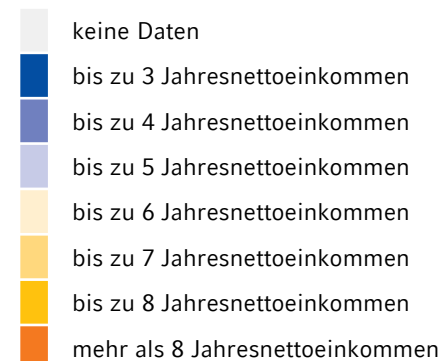 keine Daten
bis zu 3 Jahresnettoeinkommen
bis zu 4 Jahresnettoeinkommen
bis zu 5 Jahresnettoeinkommen
bis zu 6 Jahresnettoeinkommen
bis zu 7 Jahresnettoeinkommen
bis zu 8 Jahresnettoeinkommen
mehr als 8 Jahresnettoeinkommen